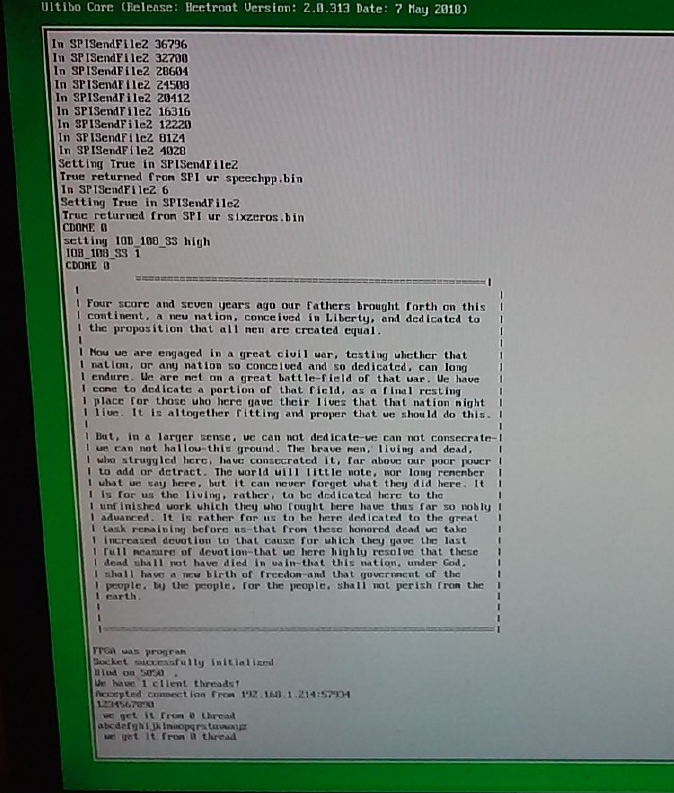 Ultibo Core (Release: Beetroot Version: 2.0.313 Date: 7 May 2018)
In SPISendFile2 36796
In SPISendFile2 32700
In SPISendFile2 28604
In SPISendFile2 24508
In SPISendFile2 20412
In SPISendFile2 16316
In SPISendFile2 12220
In SPISendFile2 8124
In SPISendFile2 4028
Setting True in SPISendFile2
True returned from SPI wr speechpp.bin
In SPISendFile2 6
Setting True in SPISendFile2
True returned from SPI wr sixzeros.bin
CDONE 0
setting IOB_108_SS high
IOB_108_SS 1
CDONE 0
Four score and seven years ago our fathers brought forth on this
continent, a new nation, conceived in Liberty, and dedicated to
the proposition that all men are created equal.
Now we are engaged in a great civil war, testing whether that
nation, or any nation so conceived and so dedicated, can long
endure. We are met on a great battle-field of that war. We have
come to dedicate a portion of that field, as a final resting
place for those who here gave their lives that that nation might
live. It is altogether fitting and proper that we should do this.
But, in a larger sense, we can not dedicate-we can not consecrate-
we can not hallow-this ground. The brave men, living and dead,
who struggled here, have consecrated it, far above our poor power
to add or detract. The world will little note, nor long remember
what we say here, but it can never forget what they did here. It
is for us the living, rather, to be dedicated here to the
unfinished work which they who fought here have thus far so nobly
advanced. It is rather for us to be here dedicated to the great
task remaining before us-that from these honored dead we take
increased devotion to that cause for which they gave the last
full measure of devotion-that we here highly resolve that these
dead shall not have died in vain-that this nation, under God,
shall have a new birth of freedom-and that government of the
people, by the people, for the people, shall not perish from the
earth.
FPGA was program
Socket successfully initialized
Bind on 5050
We have 1 client threads!
Accepted connection from 192.168.1.214:57934
1234567890
we get it from 0 thread
abcdefghijklmnopqrstuvwxyz
we get it from 0 thread